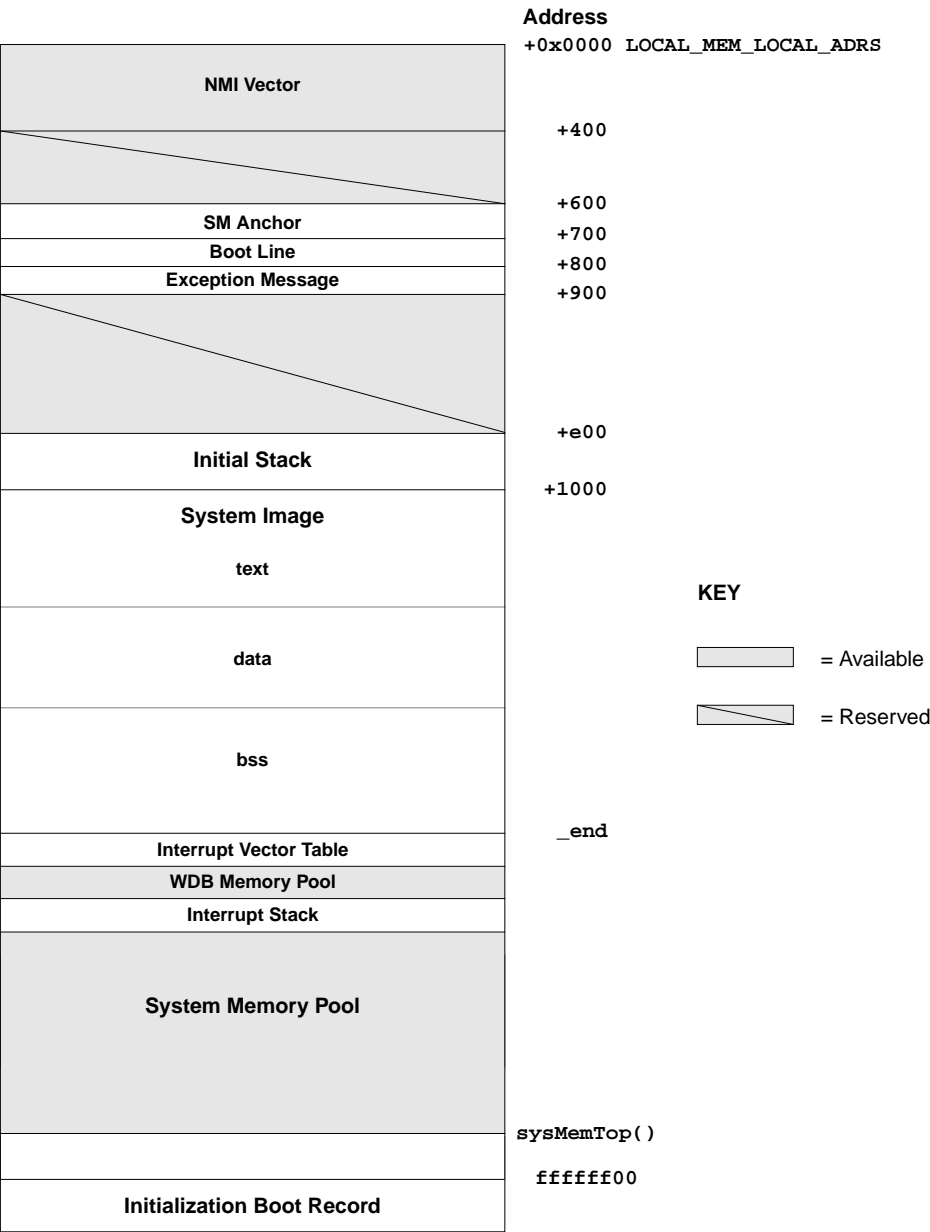 Address
+0x0000 LOCAL_MEM_LOCAL_ADRS
NMI Vector
+400
+600
SM Anchor
+700
Boot Line
+800
Exception Message
+900
+e00
Initial Stack
+1000
System Image
text
KEY
data
= Available
= Reserved
bss
_end
Interrupt Vector Table
WDB Memory Pool
Interrupt Stack
System Memory Pool
sysMemTop()
ffffff00
Initialization Boot Record